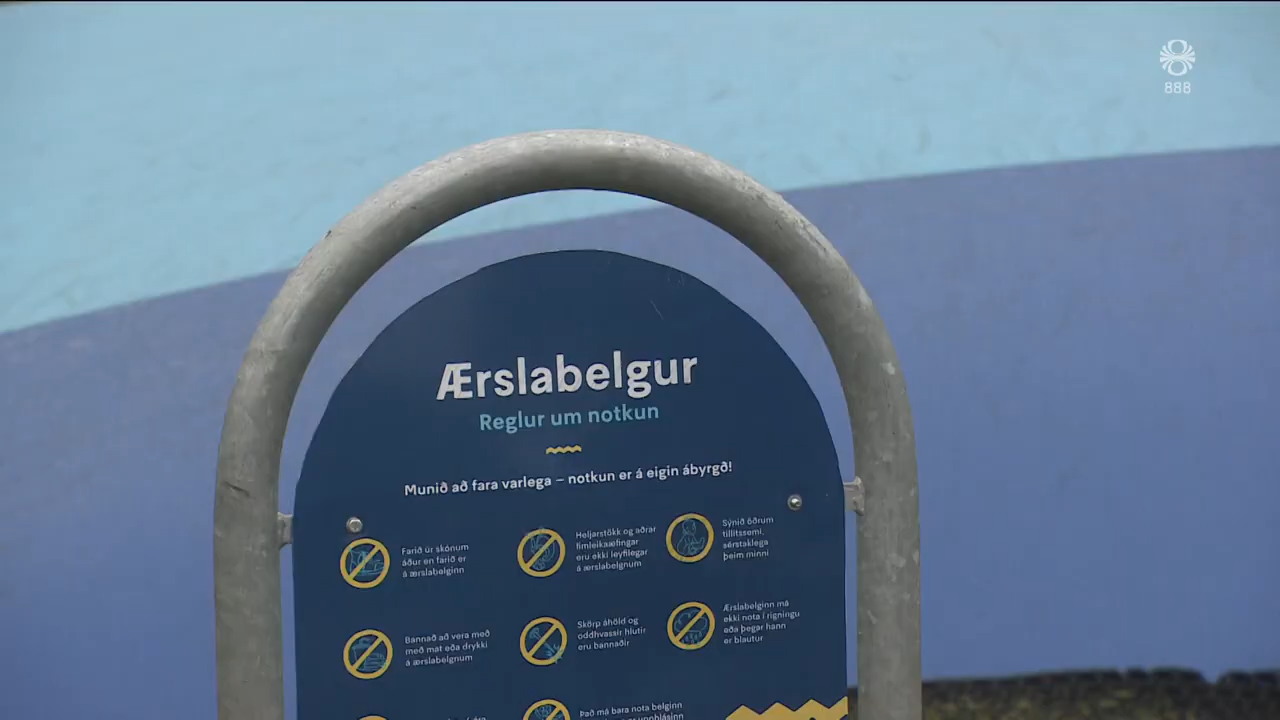 888
Ærslabelgur
Reglur um notkun
Munið að fara varlega – notkun er á eigin ábyrgð!
Farið úr skónum
áður en farið er
á ærslabelginn
Heljarstökk og aðrar
fimleikaæfingar
eru ekki leyfilegar
á ærslabelgnum
Sýnið öðrum
tillitssemi,
sérstaklega
þeim minni
Bannað að vera með
með mat eða drykki
á ærslabelgnum
Skörp áhöld og
oddhvassir hlutir
eru bannaðir
Ærslabelginn má
ekki nota í rigningu
eða þegar hann
er blautur
Það má bara nota belginn
uppblásinn